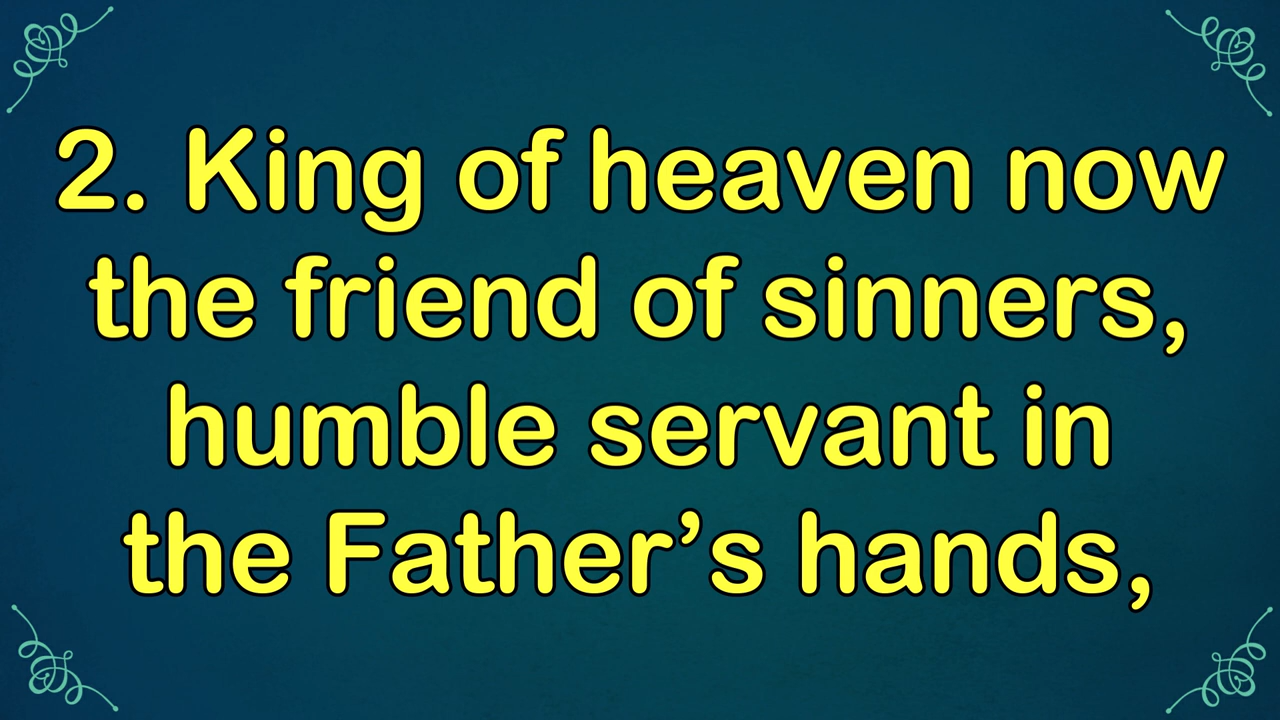 2. King of heaven now
the friend of sinners,
humble servant in
the Father’s hands,